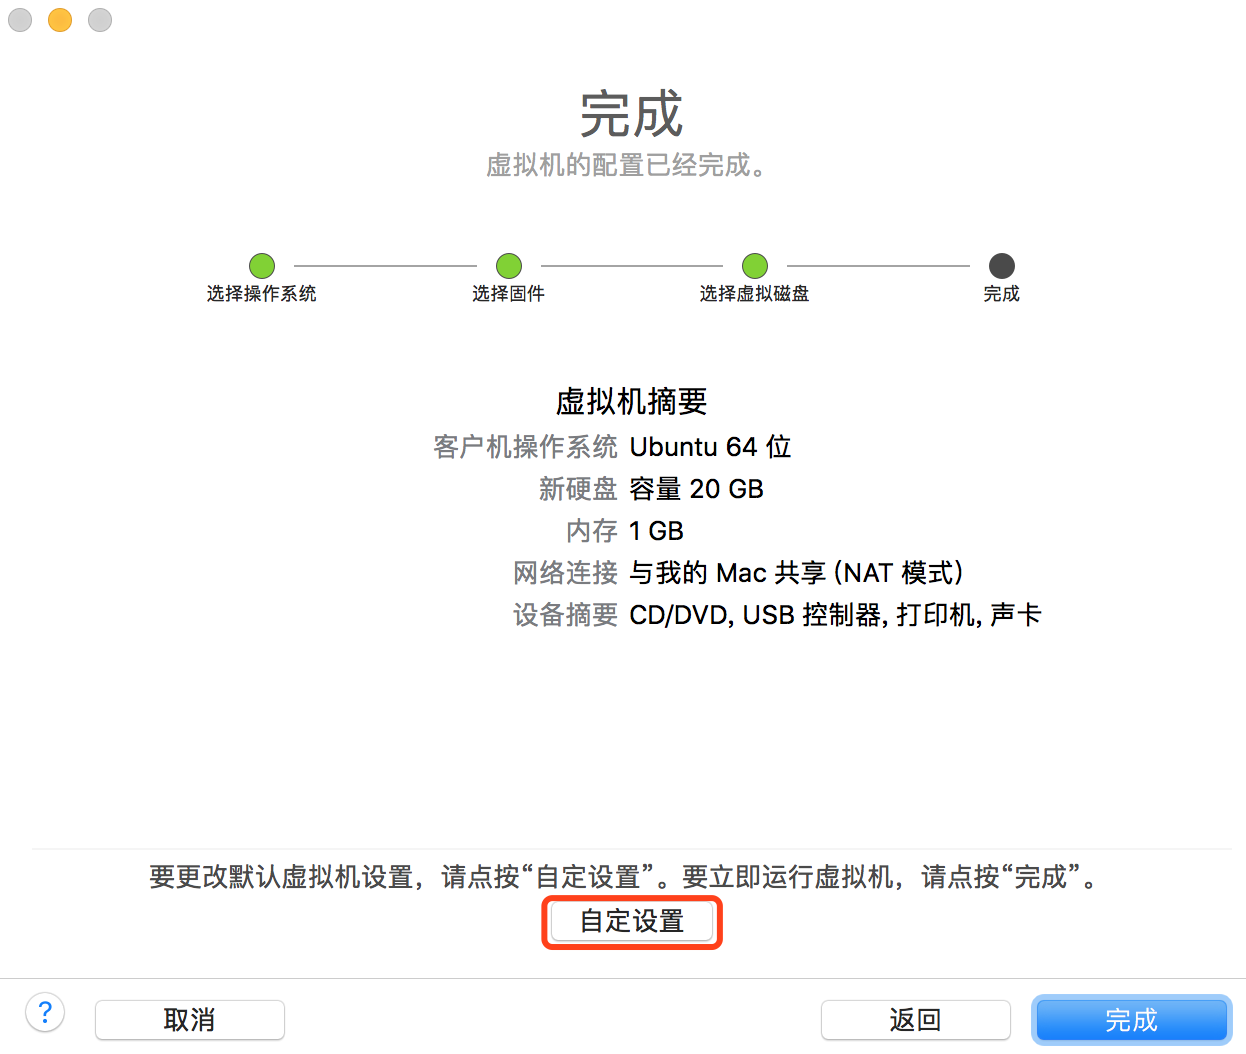 完成
虚拟机的配置已经完成。
选择操作系统 选择固件 选择虚拟磁盘 完成
虚拟机摘要
客户机操作系统 Ubuntu 64 位
新硬盘 容量 20 GB
内存 1 GB
网络连接 与我的 Mac 共享 (NAT 模式)
设备摘要 CD/DVD, USB 控制器, 打印机, 声卡
要更改默认虚拟机设置，请点按“自定设置”。要立即运行虚拟机，请点按“完成”。
自定设置
? 取消 返回 完成